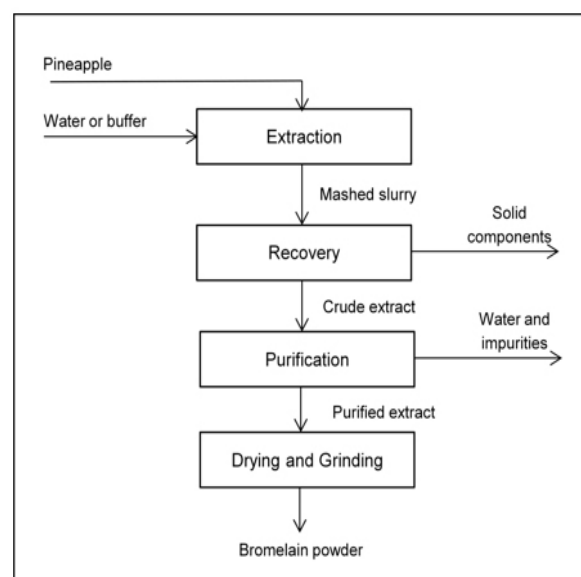 Pineapple
Water or buffer
Extraction
Mashed slurry
Solid
components
Recovery
Crude extract
Water and
impurities
Purification
Purified extract
Drying and Grinding
Bromelain powder